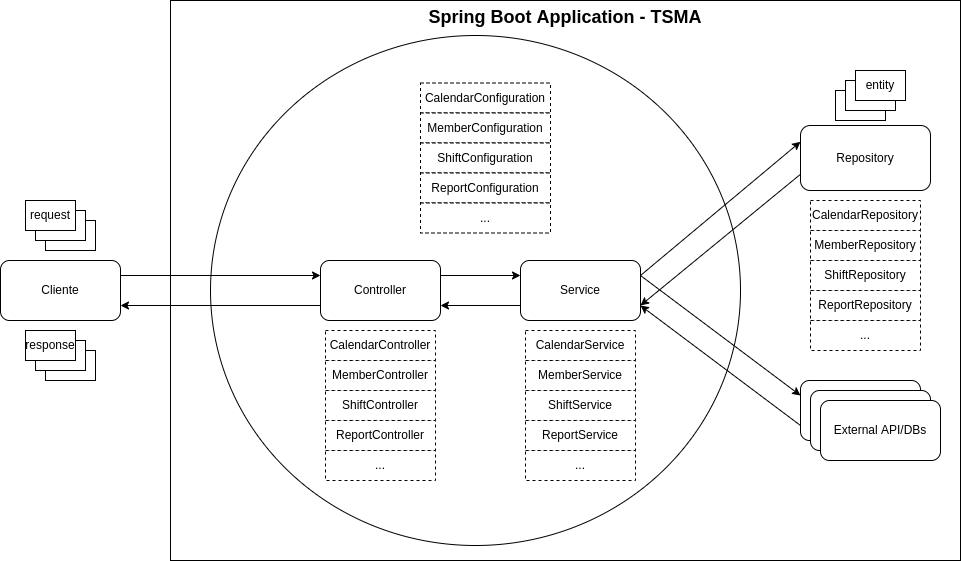 Spring Boot Application - TSMA
CalendarConfiguration
MemberConfiguration
ShiftConfiguration
ReportConfiguration
...
entity
Repository
CalendarRepository
MemberRepository
ShiftRepository
ReportRepository
...
request
Cliente
response
Controller
CalendarController
MemberController
ShiftController
ReportController
...
Service
CalendarService
MemberService
ShiftService
ReportService
...
External API/DBs